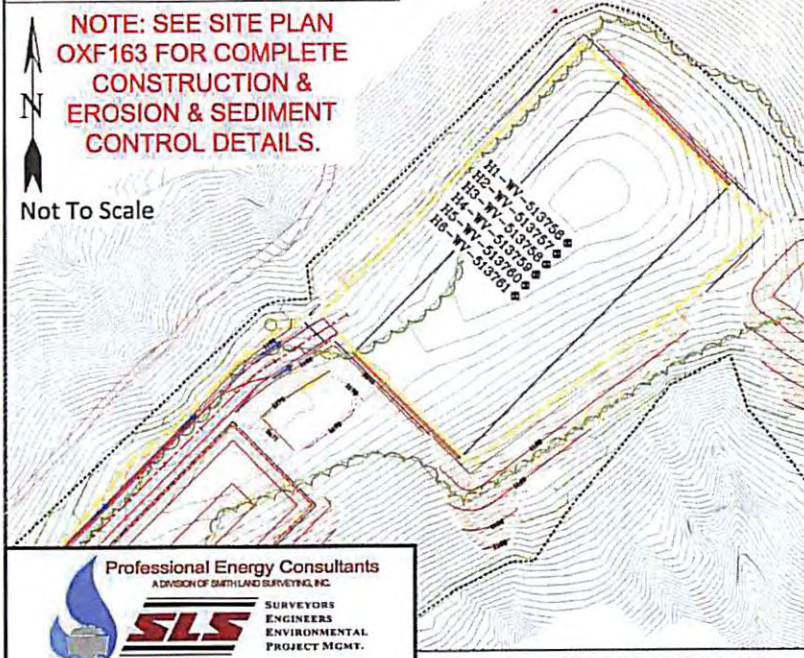 NOTE: SEE SITE PLAN
OXF163 FOR COMPLETE
CONSTRUCTION &
EROSION & SEDIMENT
CONTROL DETAILS.
N
Not To Scale
H1-WV-513756
H2-WV-513757
H3-WV-513758
H4-WV-513759
H5-WV-513760
H6-WV-513761
Professional Energy Consultants
A DIVISION OF SMITH LAND SURVEYING, INC.
SLS
SURVEYORS
ENGINEERS
ENVIRONMENTAL
PROJECT MGMT.